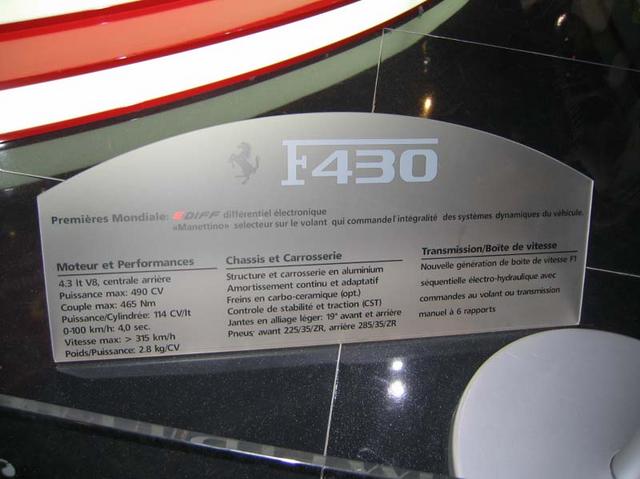 F430
Premières Mondiale: E DIFF différentiel électronique
«Manettino» selecteur sur le volant qui commande l'intégralité des systèmes dynamiques du véhicule.
Moteur et Performances
4.3 lt V8, centrale arrière
Puissance max: 490 CV
Couple max: 465 Nm
Puissance/Cylindrée: 114 CV/lt
0-100 km/h: 4,0 sec.
Vitesse max: > 315 km/h
Poids/Puissance: 2.8 kg/CV
Chassis et Carrosserie
Structure et carrosserie en aluminium
Amortissement continu et adaptatif
Freins en carbo-ceramique (opt.)
Controle de stabilité et traction (CST)
Jantes en alliage léger: 19" avant et arrière
Pneus: avant 225/35/ZR, arrière 285/35/ZR
Transmission/Boîte de vitesse
Nouvelle génération de boite de vitesse F1
séquentielle électro-hydraulique avec
commandes au volant ou transmission
manuel à 6 rapports